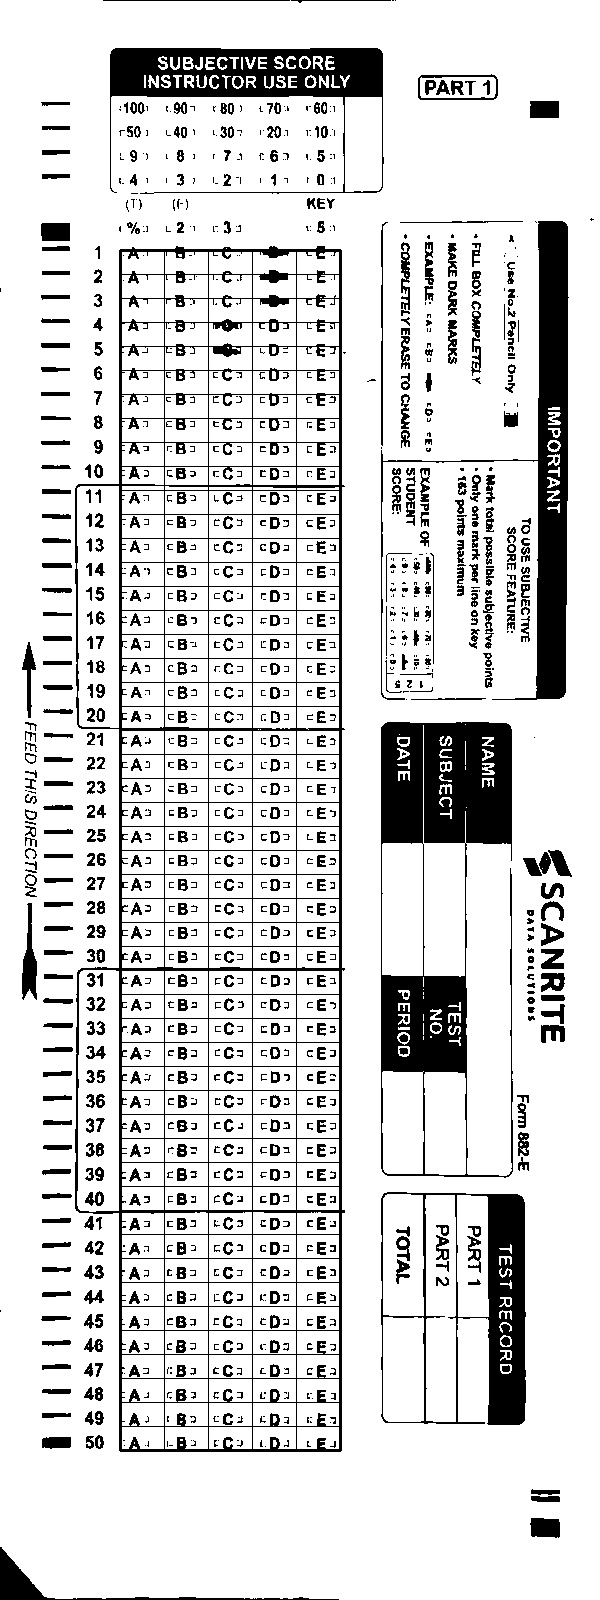 SUBJECTIVE SCORE
INSTRUCTOR USE ONLY
100 90 80 70 60
50 40 30 20 10
9 8 7 6 5
4 3 2 1 0
(T) (F) KEY
% 2 3 5
PART 1
1 A B C E
2 A B C E
3 A B C E
4 A B D E
5 A B D E
6 A B C D E
7 A B C D E
8 A B C D E
9 A B C D E
10 A B C D E
11 A B C D E
12 A B C D E
13 A B C D E
14 A B C D E
15 A B C D E
16 A B C D E
17 A B C D E
18 A B C D E
19 A B C D E
20 A B C D E
21 A B C D E
22 A B C D E
23 A B C D E
24 A B C D E
25 A B C D E
26 A B C D E
27 A B C D E
28 A B C D E
29 A B C D E
30 A B C D E
31 A B C D E
32 A B C D E
33 A B C D E
34 A B C D E
35 A B C D E
36 A B C D E
37 A B C D E
38 A B C D E
39 A B C D E
40 A B C D E
41 A B C D E
42 A B C D E
43 A B C D E
44 A B C D E
45 A B C D E
46 A B C D E
47 A B C D E
48 A B C D E
49 A B C D E
50 A B C D E
FEED THIS DIRECTION
IMPORTANT
Use No.2 Pencil Only
• FILL BOX COMPLETELY
• MAKE DARK MARKS
• EXAMPLE: A B D E
• COMPLETELY ERASE TO CHANGE
TO USE SUBJECTIVE
SCORE FEATURE:
• Mark total possible subjective points
• Only one mark per line on key
• 163 points maximum
EXAMPLE OF
STUDENT
SCORE:
NAME
SUBJECT
TEST
NO.
DATE
PERIOD
SCANRITE
DATA SOLUTIONS
Form 882-E
TEST RECORD
PART 1
PART 2
TOTAL